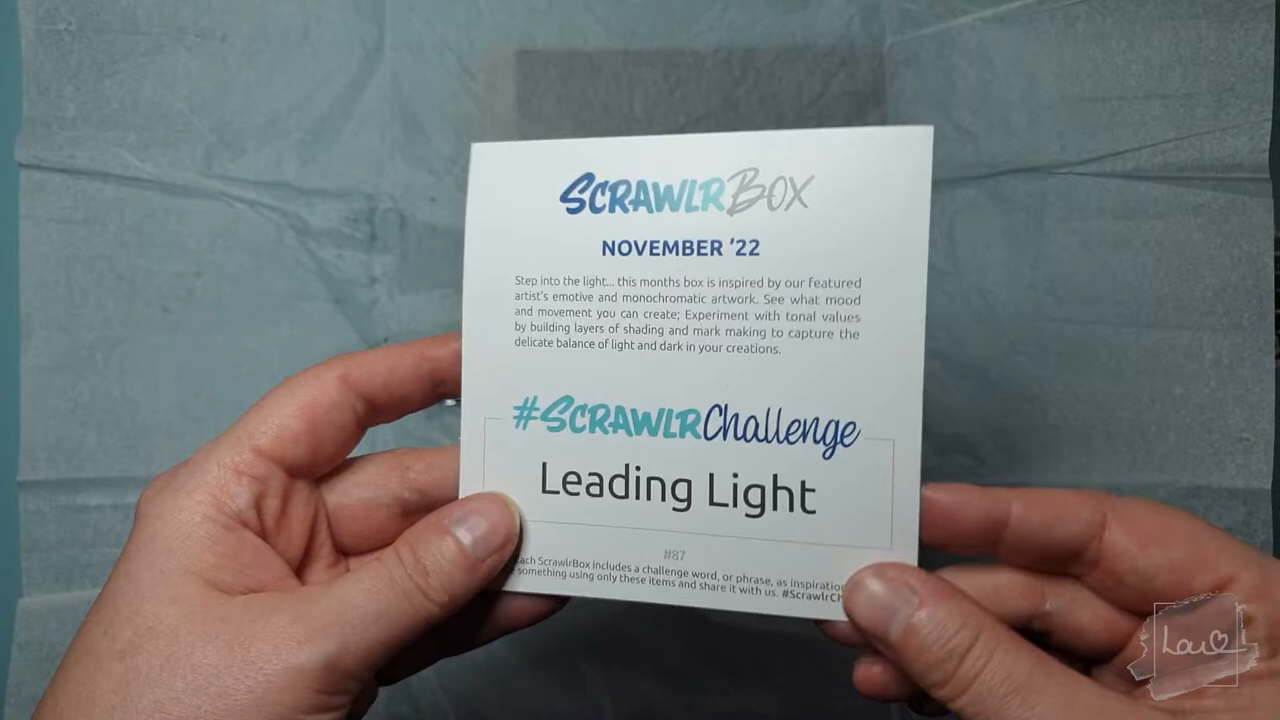 SCRAWLRBOX
NOVEMBER '22
Step into the light... this months box is inspired by our featured
artist's emotive and monochromatic artwork. See what mood
and movement you can create; Experiment with tonal values
by building layers of shading and mark making to capture the
delicate balance of light and dark in your creations.
#SCRAWLRChallenge
Leading Light
#87
ScrawlrBox includes a challenge word, or phrase, as inspiration
something using only these items and share it with us.
Lou